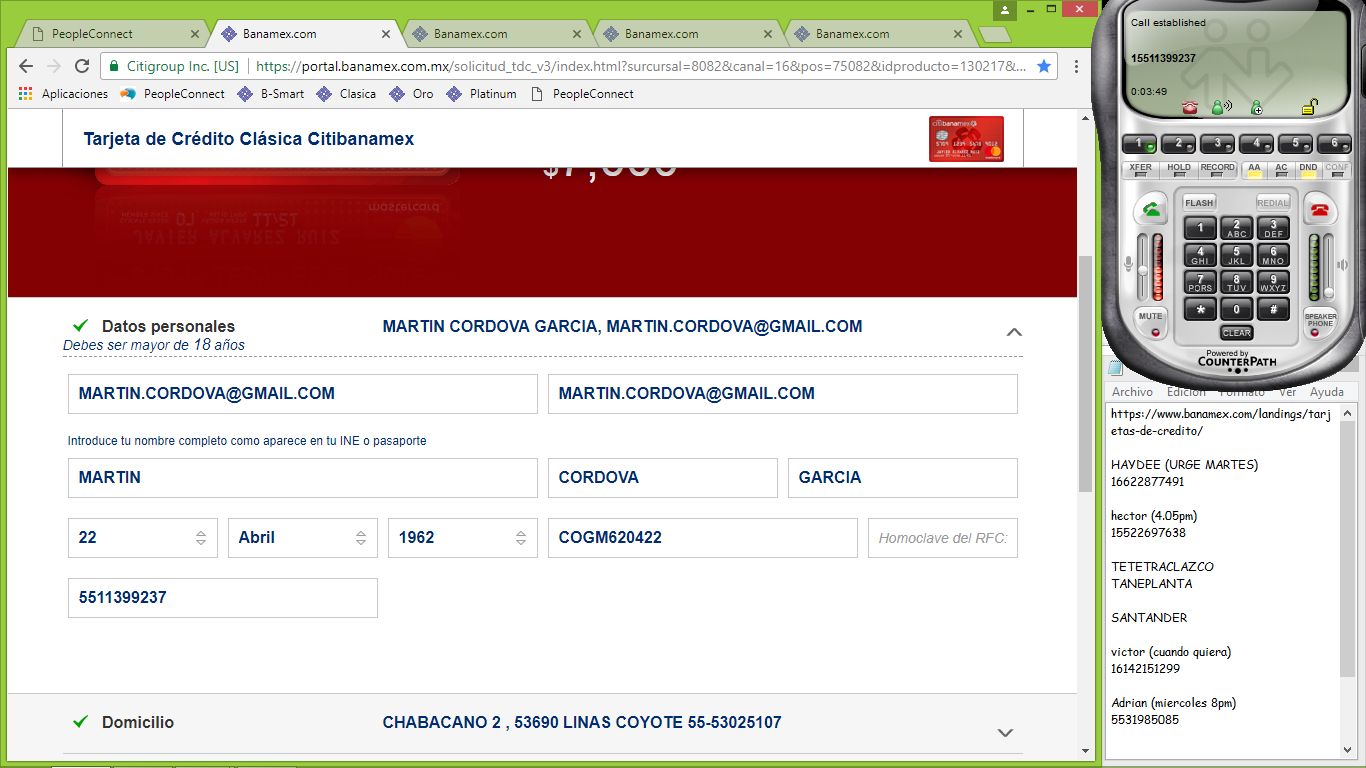 PeopleConnect
Banamex.com
Banamex.com
Banamex.com
Banamex.com
Citigroup Inc. [US]
https://portal.banamex.com.mx/solicitud_tdc_v3/index.html?surcursal=8082&canal=16&pos=75082&idproducto=130217&...
Aplicaciones
PeopleConnect
B-Smart
Clasica
Oro
Platinum
PeopleConnect
Tarjeta de Crédito Clásica Citibanamex
citibanamex
Datos personales
MARTIN CORDOVA GARCIA, MARTIN.CORDOVA@GMAIL.COM
Debes ser mayor de 18 años
MARTIN.CORDOVA@GMAIL.COM
MARTIN.CORDOVA@GMAIL.COM
Introduce tu nombre completo como aparece en tu INE o pasaporte
MARTIN
CORDOVA
GARCIA
22
Abril
1962
COGM620422
Homoclave del RFC:
5511399237
Domicilio
CHABACANO 2 , 53690 LINAS COYOTE 55-53025107
Call established
15511399237
0:03:49
1
2
3
4
5
6
XFER
HOLD
RECORD
AA
AC
DND
CONF
FLASH
REDIAL
1
2 ABC
3 DEF
4 GHI
5 JKL
6 MNO
7 PQRS
8 TUV
9 WXYZ
*
0
#
MUTE
CLEAR
SPEAKER
PHONE
Powered by
COUNTERPATH
Archivo
Edición
Formato
Ver
Ayuda
https://www.banamex.com/landings/tarj
etas-de-credito/
HAYDEE (URGE MARTES)
16622877491
hector (4.05pm)
15522697638
TETETRACLAZCO
TANEPLANTA
SANTANDER
victor (cuando quiera)
16142151299
Adrian (miercoles 8pm)
5531985085